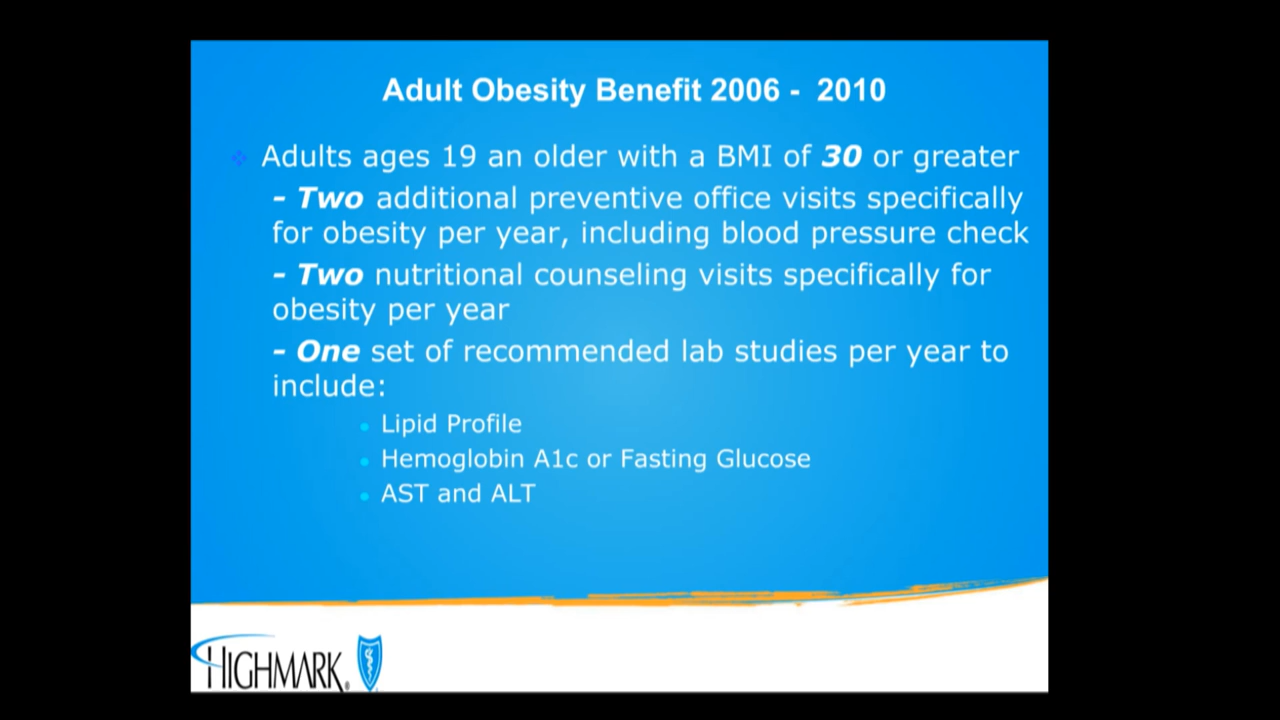 Adult Obesity Benefit 2006 - 2010
Adults ages 19 an older with a BMI of 30 or greater
- Two additional preventive office visits specifically
for obesity per year, including blood pressure check
- Two nutritional counseling visits specifically for
obesity per year
- One set of recommended lab studies per year to
include:
Lipid Profile
Hemoglobin A1c or Fasting Glucose
AST and ALT
HIGHMARK®